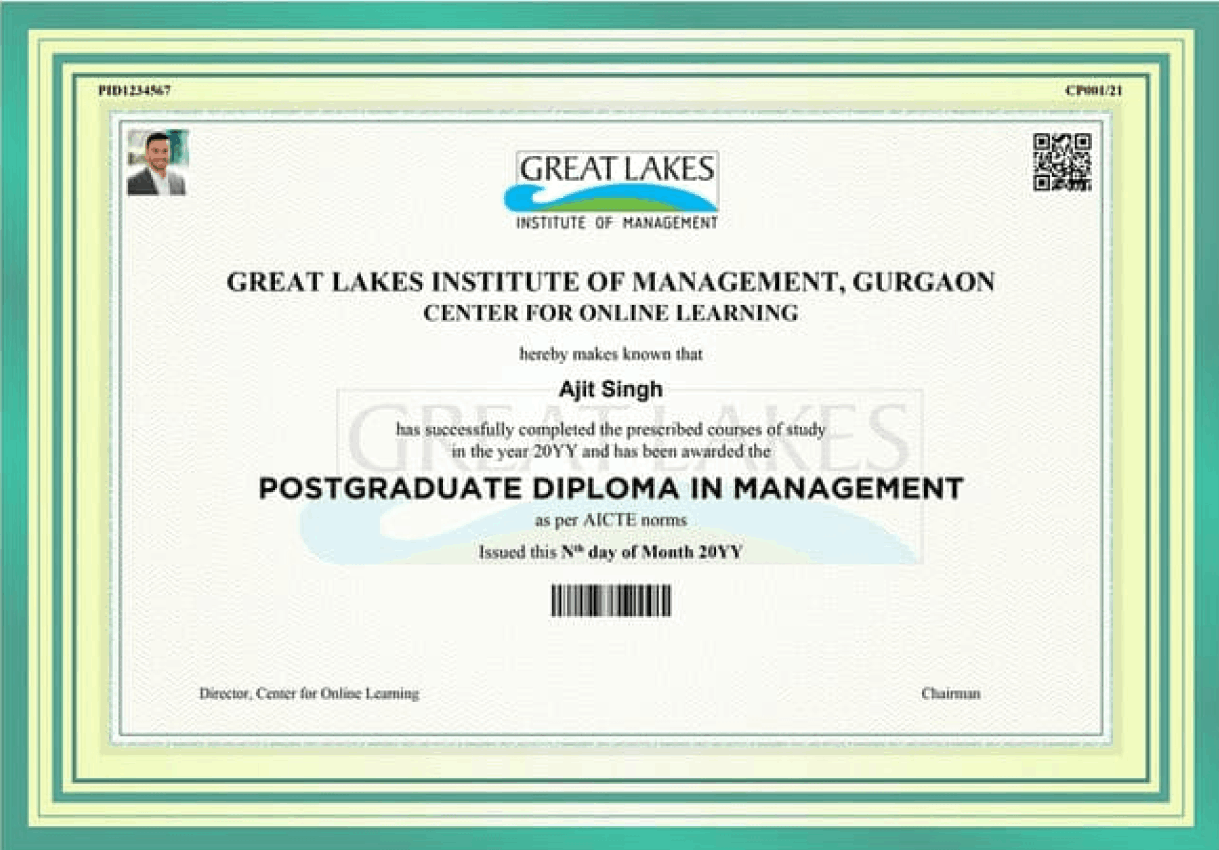 PID1234567
CP001/21
GREAT LAKES
INSTITUTE OF MANAGEMENT
GREAT LAKES INSTITUTE OF MANAGEMENT, GURGAON
CENTER FOR ONLINE LEARNING
hereby makes known that
Ajit Singh
GREAT LAKES
has successfully completed the prescribed courses of study
in the year 20YY and has been awarded the
POSTGRADUATE DIPLOMA IN MANAGEMENT
as per AICTE norms
Issued this Nth day of Month 20YY
Director, Center for Online Learning
Chairman